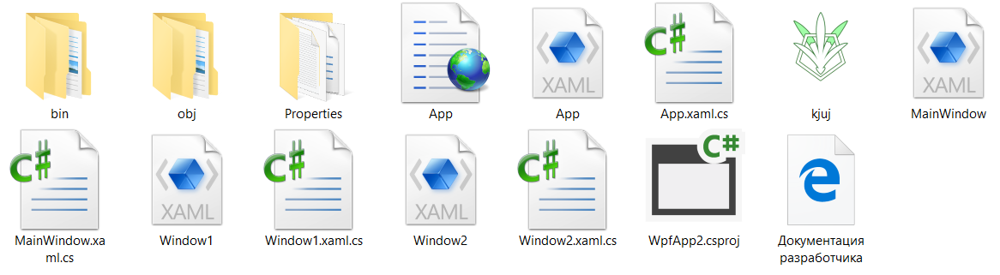 bin
obj
Properties
App
XAML
App
C#
App.xaml.cs
kjuj
XAML
MainWindow
C#
MainWindow.xa
ml.cs
XAML
Window1
C#
Window1.xaml.cs
XAML
Window2
C#
Window2.xaml.cs
C#
WpfApp2.csproj
Документация
разработчика